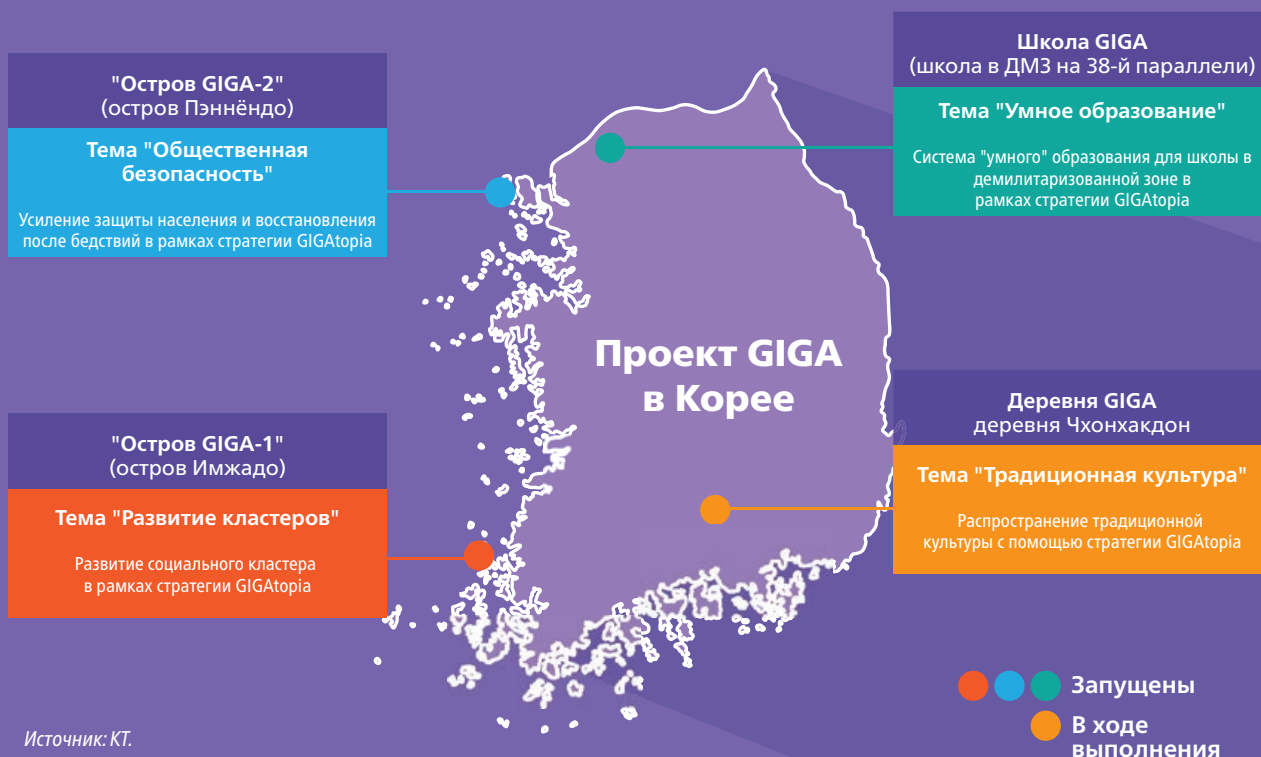 "Остров GIGA-2"
(остров Пэннёндо)
Тема "Общественная
безопасность"
Усиление защиты населения и восстановления
после бедствий в рамках стратегии GIGAtopia
Школа GIGA
(школа в ДМЗ на 38-й параллели)
Тема "Умное образование"
Система "умного" образования для школы в
демилитаризованной зоне в
рамках стратегии GIGAtopia
Проект GIGA
в Корее
"Остров GIGA-1"
(остров Имжадо)
Тема "Развитие кластеров"
Развитие социального кластера
в рамках стратегии GIGAtopia
Деревня GIGA
деревня Чхонхакдон
Тема "Традиционная культура"
Распространение традиционной
культуры с помощью стратегии GIGAtopia
Запущены
В ходе
выполнения
Источник: KT.